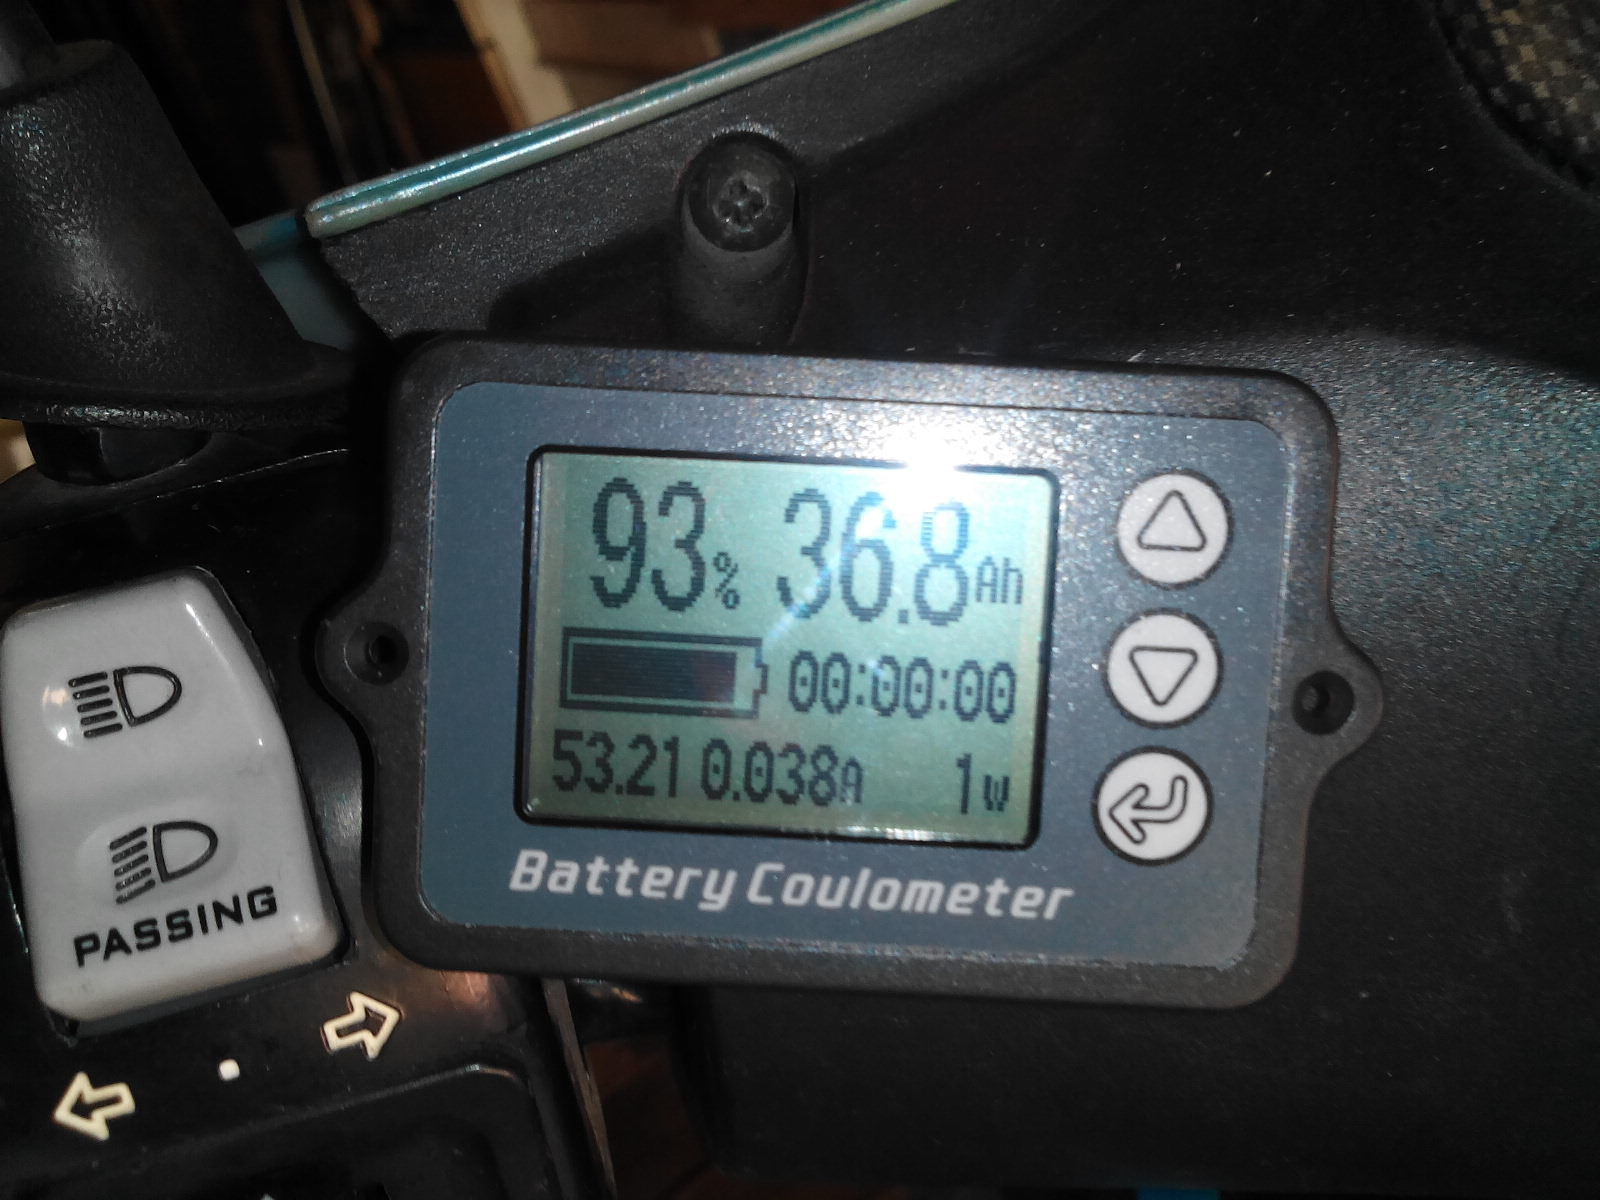 93% 36.8Ah
00:00:00
53.21 0.038A 1W
Battery Coulometer
PASSING